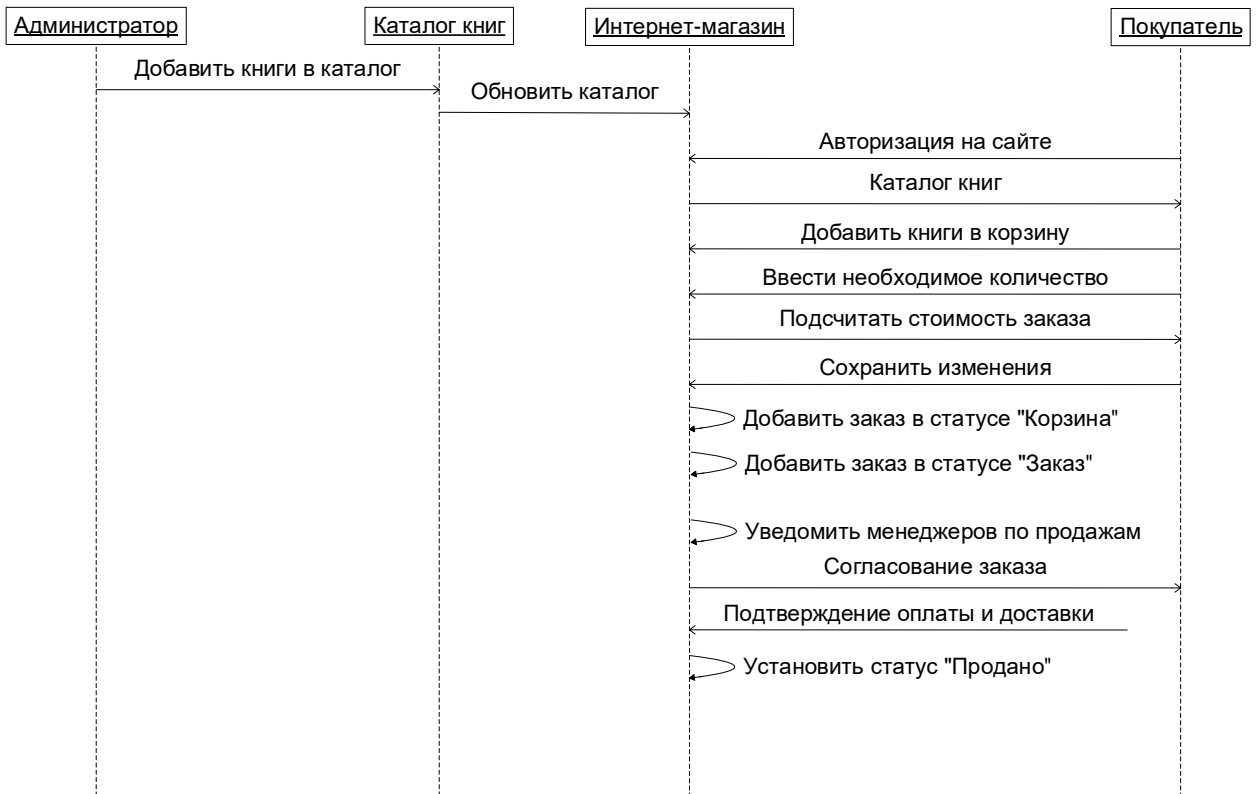 Администратор
Каталог книг
Интернет-магазин
Покупатель
Добавить книги в каталог
Обновить каталог
Авторизация на сайте
Каталог книг
Добавить книги в корзину
Ввести необходимое количество
Подсчитать стоимость заказа
Сохранить изменения
Добавить заказ в статусе "Корзина"
Добавить заказ в статусе "Заказ"
Уведомить менеджеров по продажам
Согласование заказа
Подтверждение оплаты и доставки
Установить статус "Продано"